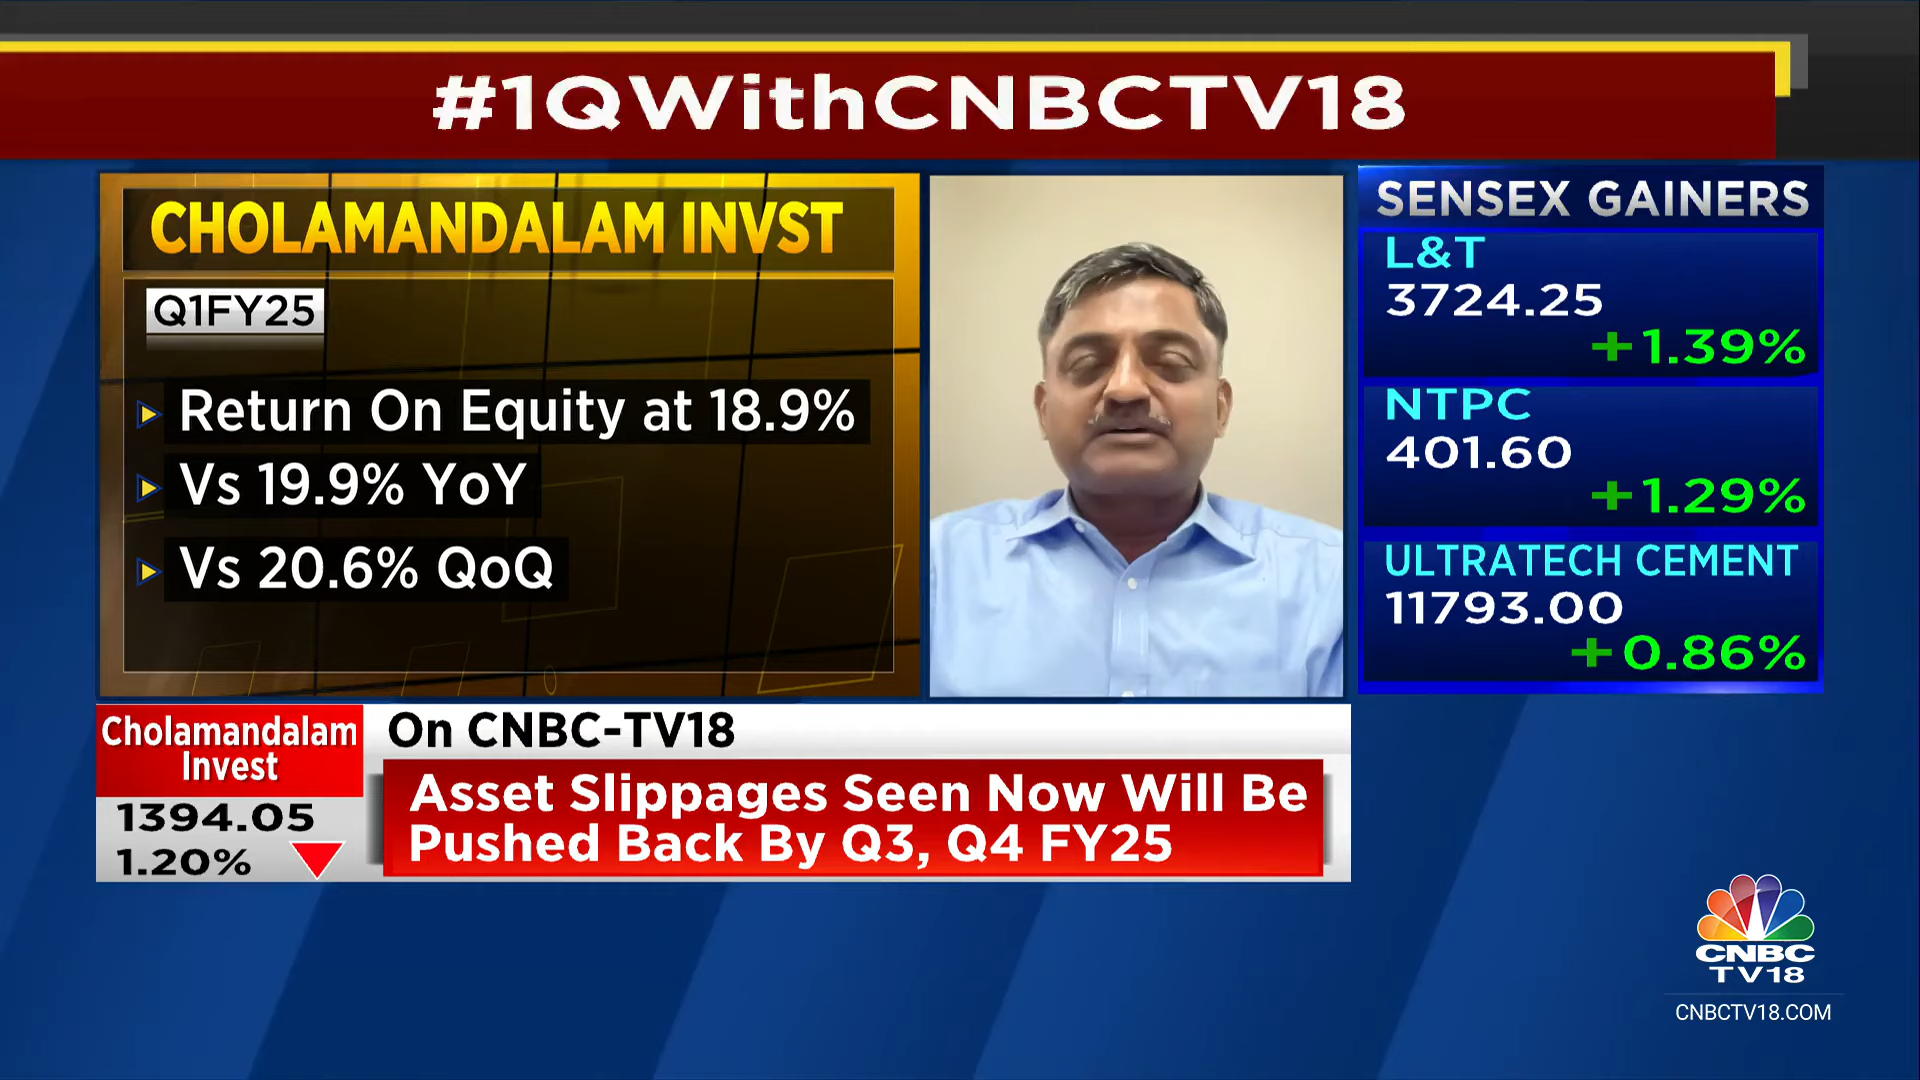 #1QWithCNBCTV18
CHOLAMANDALAM INVST
Q1FY25
Return On Equity at 18.9%
Vs 19.9% YoY
Vs 20.6% QoQ
SENSEX GAINERS
L&T
3724.25
+1.39%
NTPC
401.60
+1.29%
ULTRATECH CEMENT
11793.00
+0.86%
Cholamandalam
Invest
1394.05
1.20%
On CNBC-TV18
Asset Slippages Seen Now Will Be
Pushed Back By Q3, Q4 FY25
CNBC
TV18
CNBCTV18.COM